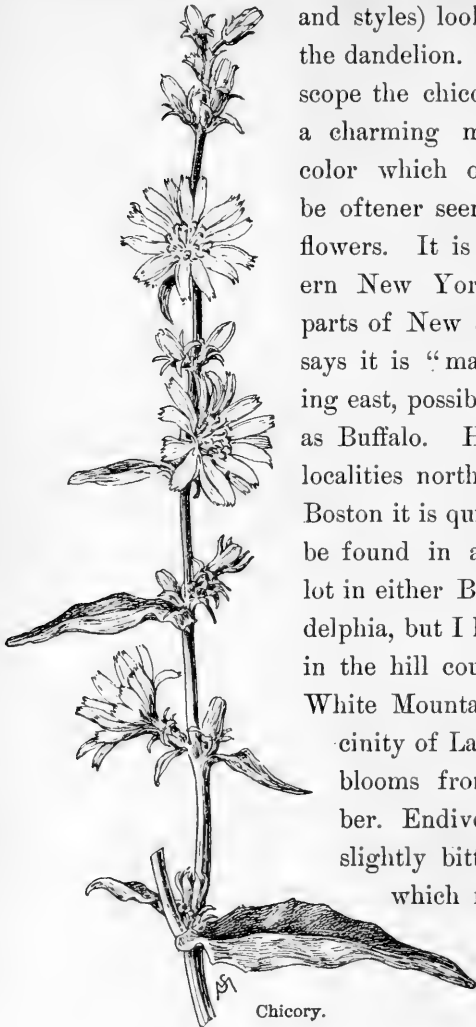 and styles) look
the dandelion.
scope the chico
a charming m
color which o
be oftener seen
flowers. It is
ern New Yor
parts of New
says it is “ma
ing east, possib
as Buffalo. H
localities north
Boston it is qu
be found in a
lot in either B
delphia, but I
in the hill cou
White Mounta
cinity of La
blooms fro
ber. Endive
slightly bitt
which
Chicory.